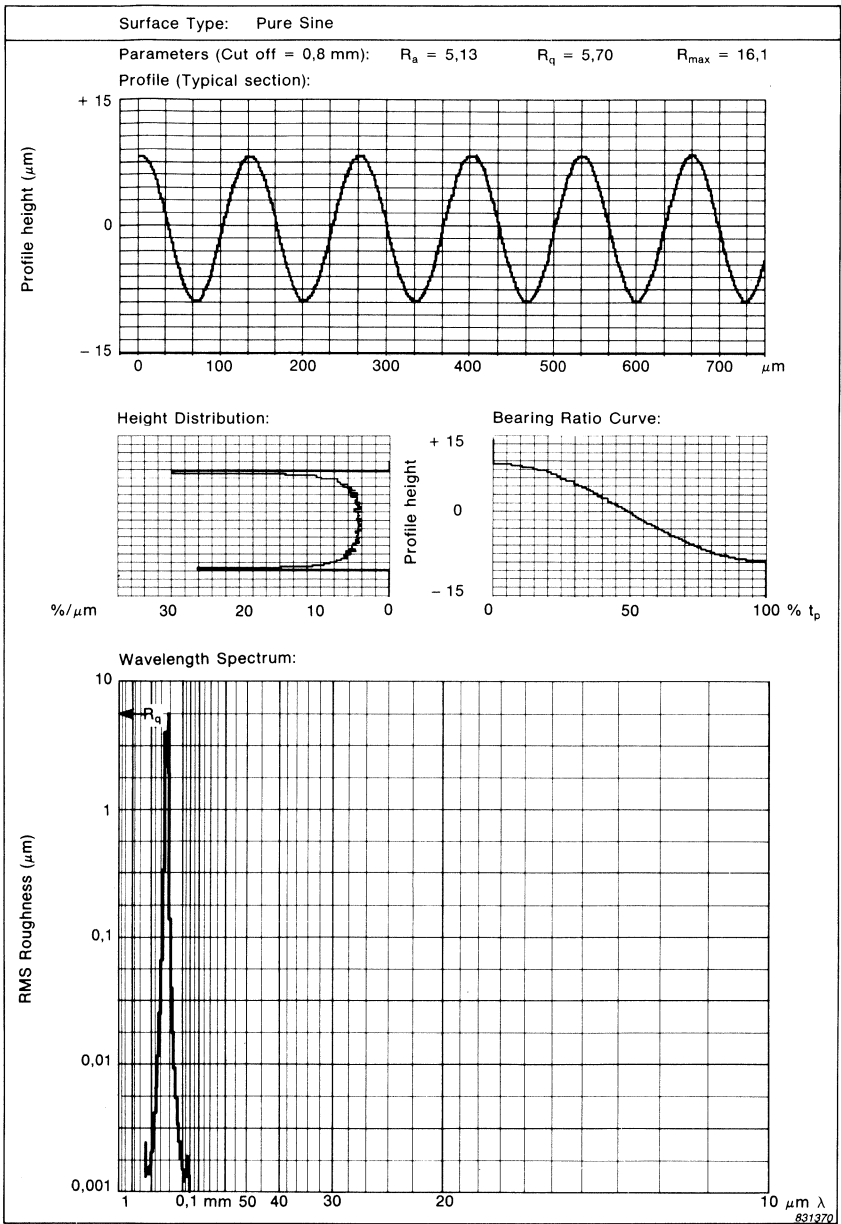 Surface Type: Pure Sine
Parameters (Cut off = 0,8 mm): Ra = 5,13 Rq = 5,70 Rmax = 16,1
Profile (Typical section):
Profile height (μm)
+ 15
0
− 15
0 100 200 300 400 500 600 700 μm
Height Distribution:
%/μm 30 20 10 0
Bearing Ratio Curve:
Profile height
+ 15
0
− 15
0 50 100 % tp
Wavelength Spectrum:
RMS Roughness (μm)
10
Rq
1
0,1
0,01
0,001
1 0,1 mm 50 40 30 20 10 μm λ
831370